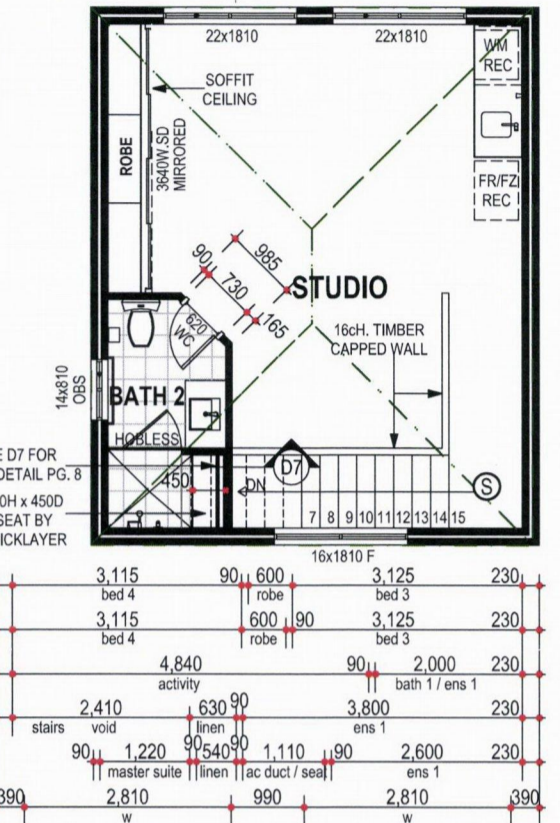 22x1810
22x1810
WM
REC
SOFFIT
CEILING
ROBE
3640W.SD
MIRRORED
FR/FZ
REC
90
985
730
165
STUDIO
620
WC
16cH. TIMBER
CAPPED WALL
14x810
OBS
BATH 2
HOBLESS
E D7 FOR
DETAIL PG. 8
450
DN
D7
S
0H x 450D
SEAT BY
ICKLAYER
7 8 9 10 11 12 13 14 15
16x1810 F
3,115 90 600 3,125 230
bed 4 robe bed 3
3,115 600 90 3,125 230
bed 4 robe bed 3
4,840 90 2,000 230
activity bath 1 / ens 1
2,410 630 90 3,800 230
stairs void linen ens 1
90 1,220 90 540 90 1,110 90 2,600 230
master suite linen ac duct / seat ens 1
390 2,810 990 2,810 390
w w